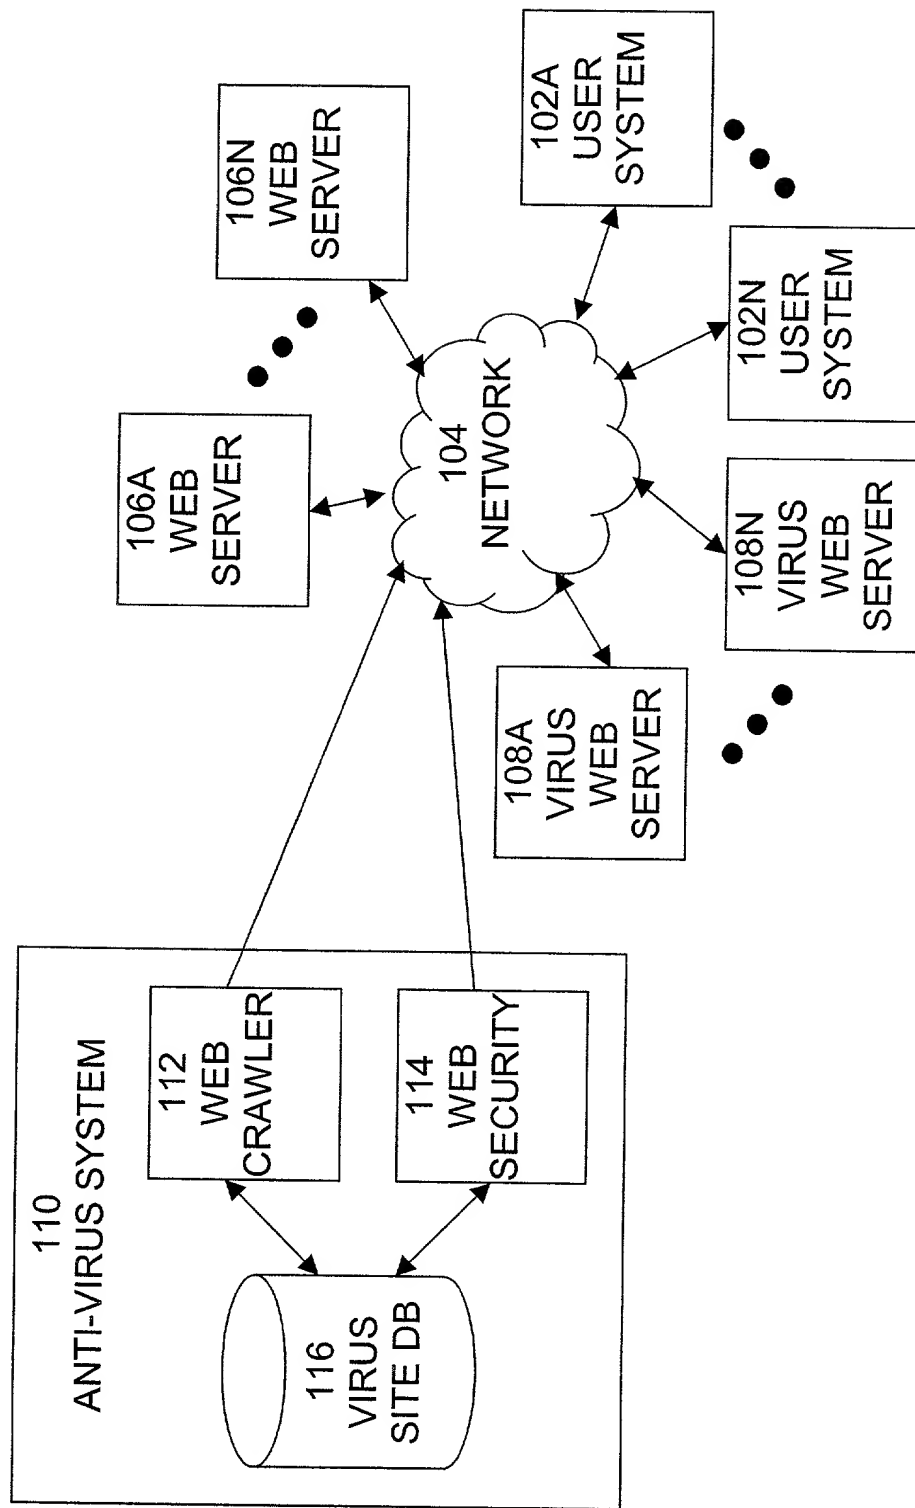 110
ANTI-VIRUS SYSTEM
116
VIRUS
SITE DB
112
WEB
CRAWLER
114
WEB
SECURITY
106A
WEB
SERVER
106N
WEB
SERVER
104
NETWORK
108A
VIRUS
WEB
SERVER
108N
VIRUS
WEB
SERVER
102N
USER
SYSTEM
102A
USER
SYSTEM